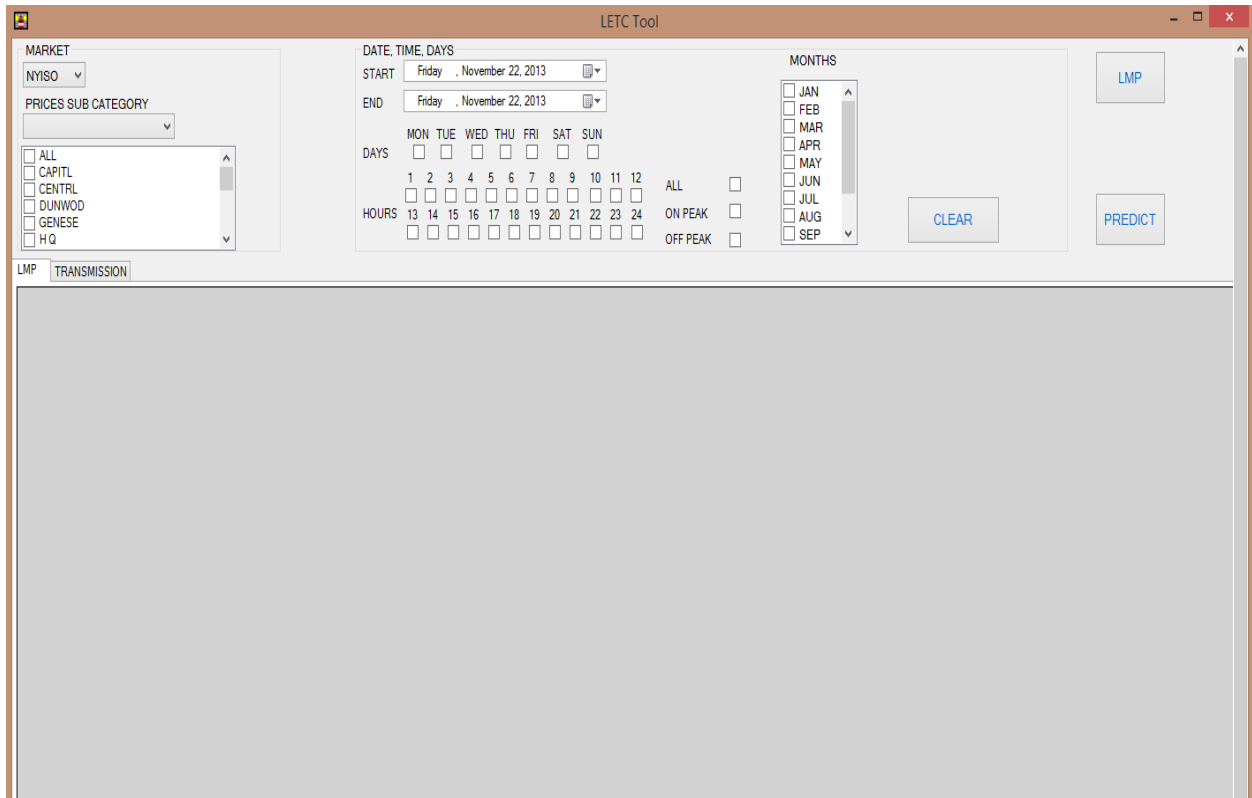 LETC Tool
MARKET
NYISO
PRICES SUB CATEGORY
ALL
CAPITL
CENTRL
DUNWOD
GENESE
H Q
DATE, TIME, DAYS
START Friday , November 22, 2013
END Friday , November 22, 2013
MON TUE WED THU FRI SAT SUN
DAYS
1 2 3 4 5 6 7 8 9 10 11 12
HOURS 13 14 15 16 17 18 19 20 21 22 23 24
ALL
ON PEAK
OFF PEAK
MONTHS
JAN
FEB
MAR
APR
MAY
JUN
JUL
AUG
SEP
CLEAR
LMP
PREDICT
LMP TRANSMISSION